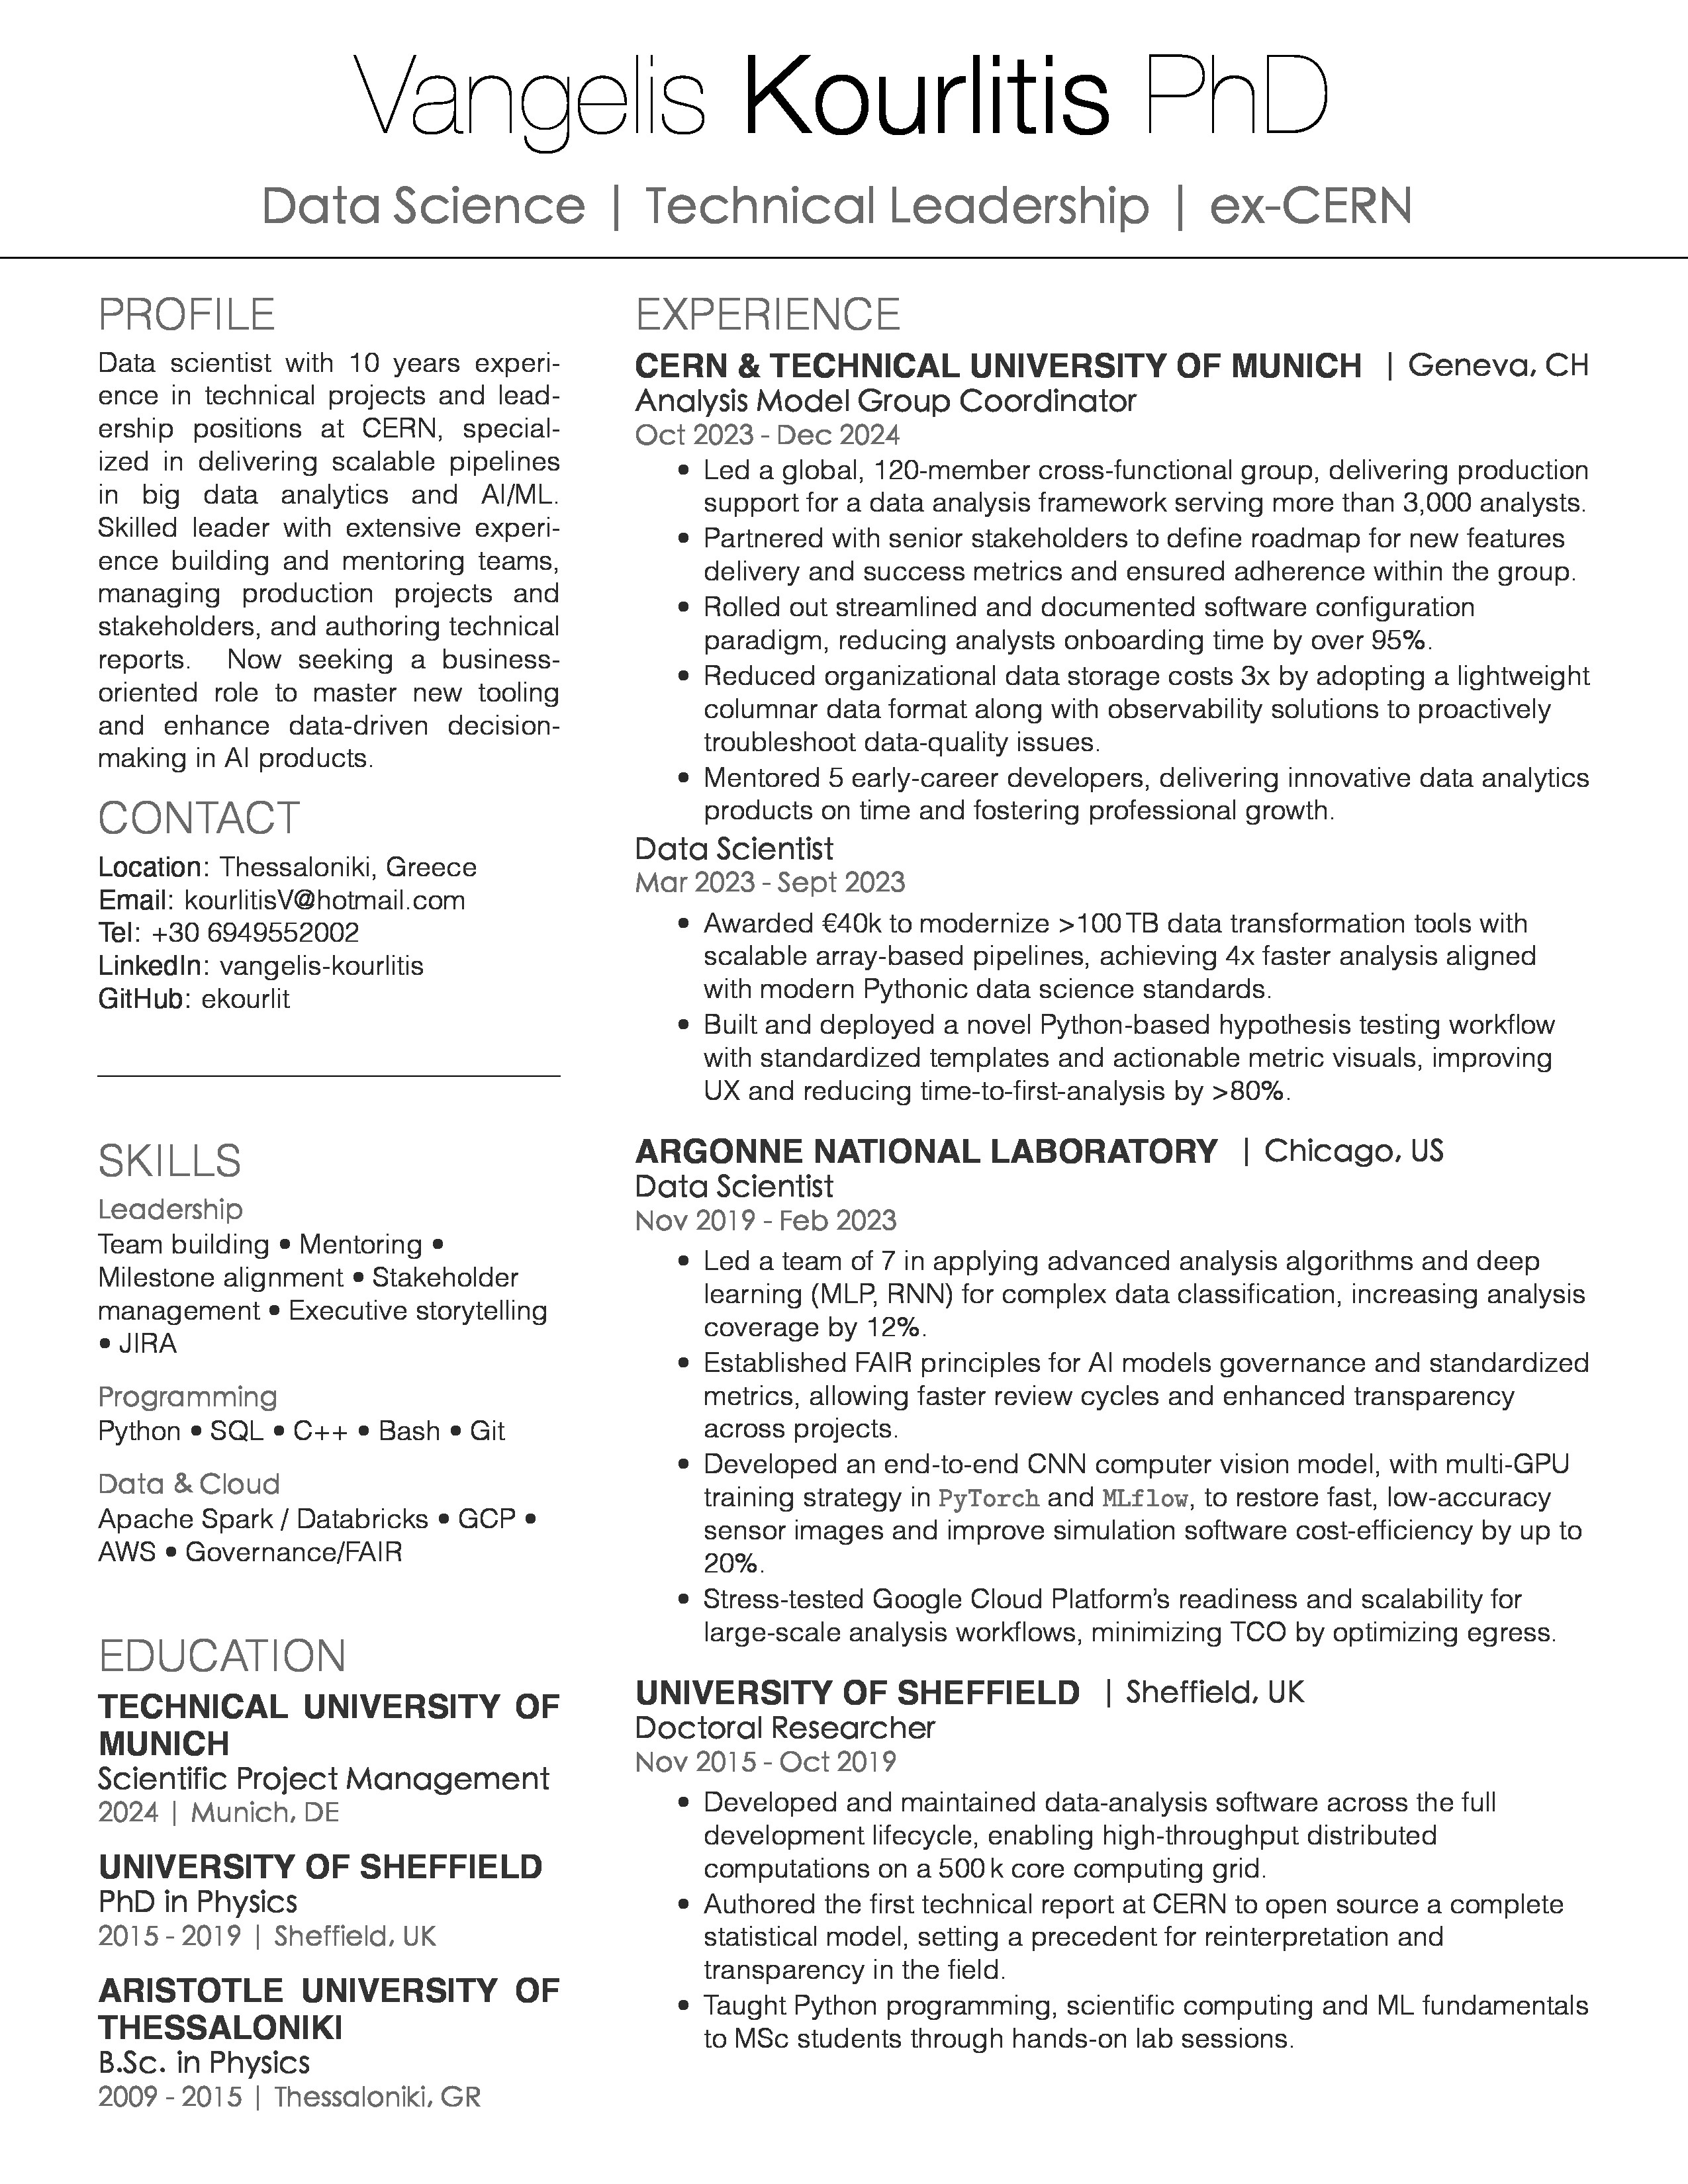 Vangelis Kourlitis PhD
Data Science | Technical Leadership | ex-CERN
PROFILE
Data scientist with 10 years experi-
ence in technical projects and lead-
ership positions at CERN, special-
ized in delivering scalable pipelines
in big data analytics and AI/ML.
Skilled leader with extensive experi-
ence building and mentoring teams,
managing production projects and
stakeholders, and authoring technical
reports. Now seeking a business-
oriented role to master new tooling
and enhance data-driven decision-
making in AI products.
CONTACT
Location: Thessaloniki, Greece
Email: kourlitisV@hotmail.com
Tel: +30 6949552002
LinkedIn: vangelis-kourlitis
GitHub: ekourlit
SKILLS
Leadership
Team building • Mentoring •
Milestone alignment • Stakeholder
management • Executive storytelling
• JIRA
Programming
Python • SQL • C++ • Bash • Git
Data & Cloud
Apache Spark / Databricks • GCP •
AWS • Governance/FAIR
EDUCATION
TECHNICAL UNIVERSITY OF
MUNICH
Scientific Project Management
2024 | Munich, DE
UNIVERSITY OF SHEFFIELD
PhD in Physics
2015 - 2019 | Sheffield, UK
ARISTOTLE UNIVERSITY OF
THESSALONIKI
B.Sc. in Physics
2009 - 2015 | Thessaloniki, GR
EXPERIENCE
CERN & TECHNICAL UNIVERSITY OF MUNICH | Geneva, CH
Analysis Model Group Coordinator
Oct 2023 - Dec 2024
• Led a global, 120-member cross-functional group, delivering production
support for a data analysis framework serving more than 3,000 analysts.
• Partnered with senior stakeholders to define roadmap for new features
delivery and success metrics and ensured adherence within the group.
• Rolled out streamlined and documented software configuration
paradigm, reducing analysts onboarding time by over 95%.
• Reduced organizational data storage costs 3x by adopting a lightweight
columnar data format along with observability solutions to proactively
troubleshoot data-quality issues.
• Mentored 5 early-career developers, delivering innovative data analytics
products on time and fostering professional growth.
Data Scientist
Mar 2023 - Sept 2023
• Awarded €40k to modernize >100 TB data transformation tools with
scalable array-based pipelines, achieving 4x faster analysis aligned
with modern Pythonic data science standards.
• Built and deployed a novel Python-based hypothesis testing workflow
with standardized templates and actionable metric visuals, improving
UX and reducing time-to-first-analysis by >80%.
ARGONNE NATIONAL LABORATORY | Chicago, US
Data Scientist
Nov 2019 - Feb 2023
• Led a team of 7 in applying advanced analysis algorithms and deep
learning (MLP, RNN) for complex data classification, increasing analysis
coverage by 12%.
• Established FAIR principles for AI models governance and standardized
metrics, allowing faster review cycles and enhanced transparency
across projects.
• Developed an end-to-end CNN computer vision model, with multi-GPU
training strategy in PyTorch and MLflow, to restore fast, low-accuracy
sensor images and improve simulation software cost-efficiency by up to
20%.
• Stress-tested Google Cloud Platform's readiness and scalability for
large-scale analysis workflows, minimizing TCO by optimizing egress.
UNIVERSITY OF SHEFFIELD | Sheffield, UK
Doctoral Researcher
Nov 2015 - Oct 2019
• Developed and maintained data-analysis software across the full
development lifecycle, enabling high-throughput distributed
computations on a 500 k core computing grid.
• Authored the first technical report at CERN to open source a complete
statistical model, setting a precedent for reinterpretation and
transparency in the field.
• Taught Python programming, scientific computing and ML fundamentals
to MSc students through hands-on lab sessions.